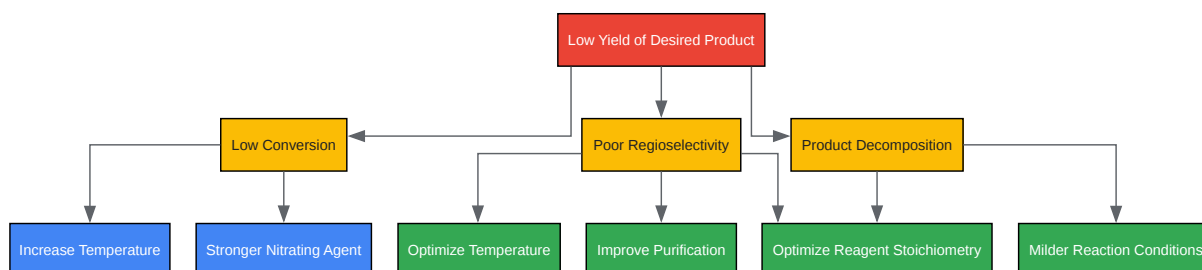 Low Yield of Desired Product
Low Conversion
Poor Regioselectivity
Product Decomposition
Increase Temperature
Stronger Nitrating Agent
Optimize Temperature
Improve Purification
Optimize Reagent Stoichiometry
Milder Reaction Conditions